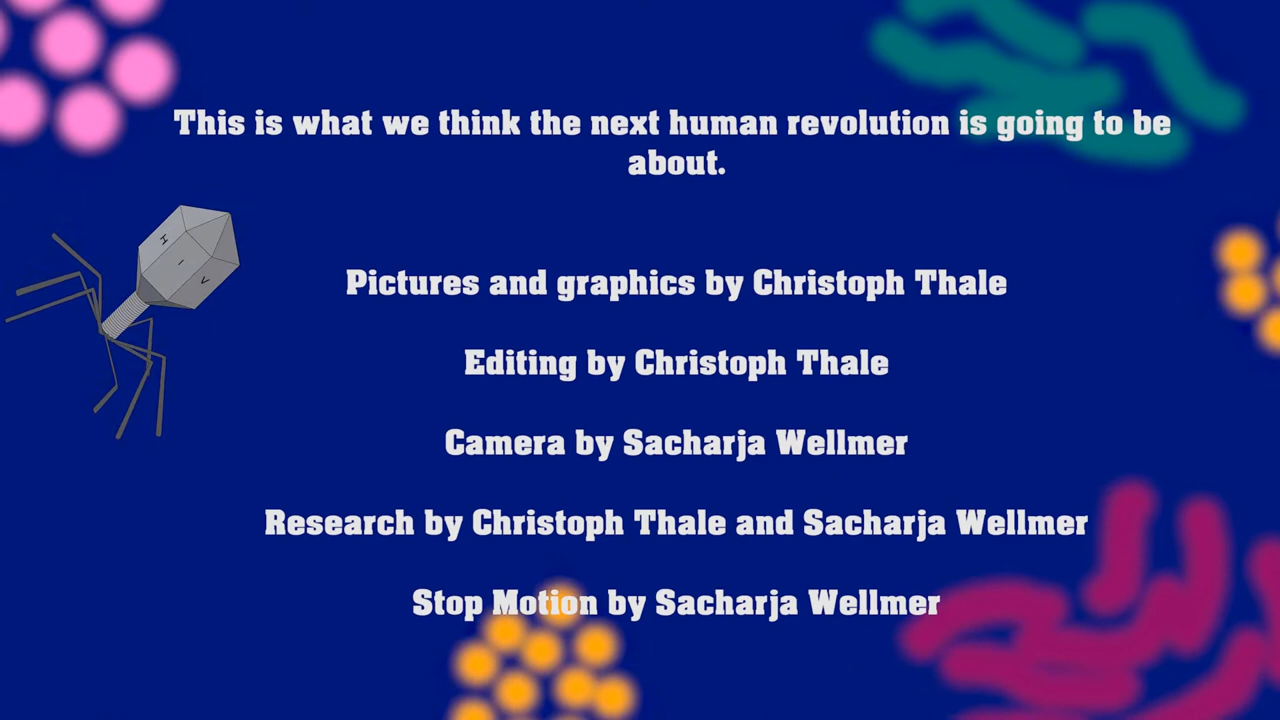 This is what we think the next human revolution is going to be
about.
H I V
Pictures and graphics by Christoph Thale
Editing by Christoph Thale
Camera by Sacharja Wellmer
Research by Christoph Thale and Sacharja Wellmer
Stop Motion by Sacharja Wellmer